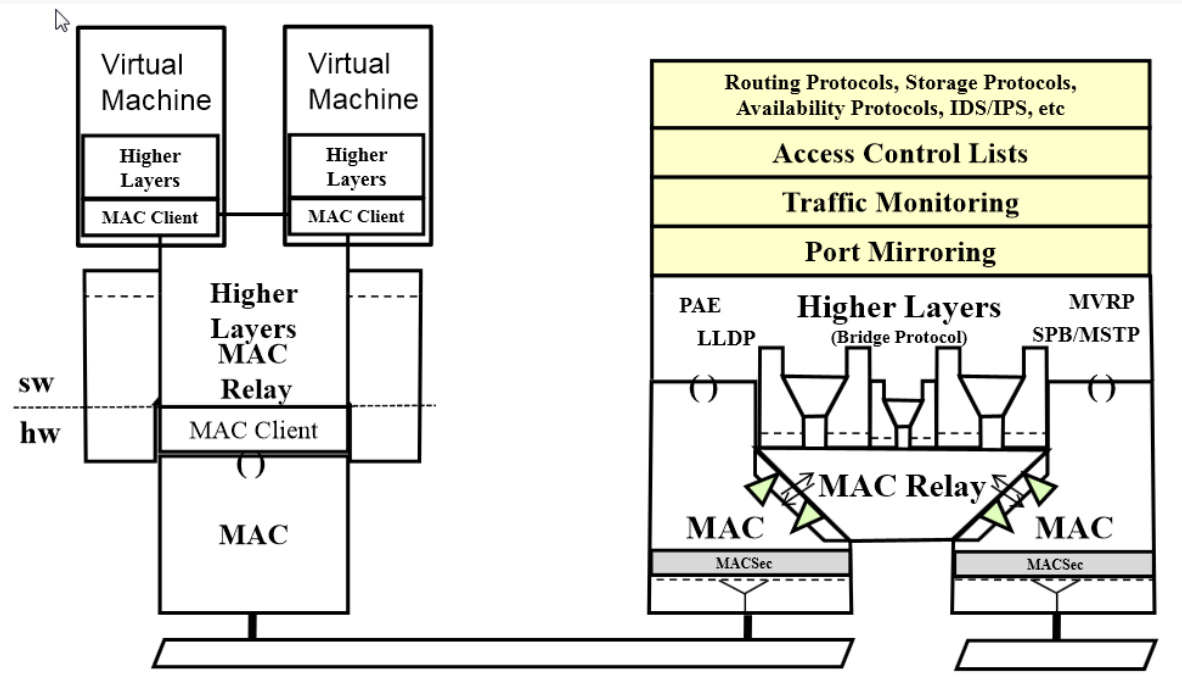 Virtual
Machine
Higher
Layers
MAC Client
Virtual
Machine
Higher
Layers
MAC Client
Higher
Layers
MAC
Relay
sw
hw
MAC Client
()
MAC
Routing Protocols, Storage Protocols,
Availability Protocols, IDS/IPS, etc
Access Control Lists
Traffic Monitoring
Port Mirroring
PAE
LLDP
Higher Layers
(Bridge Protocol)
MVRP
SPB/MSTP
()
()
MAC Relay
MAC
MAC
MACSec
MACSec